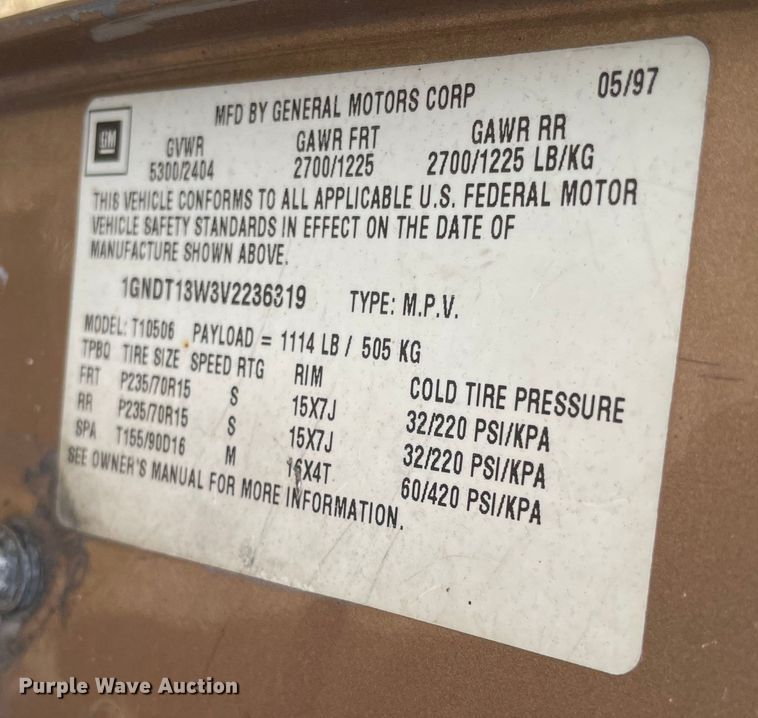 GM
MFD BY GENERAL MOTORS CORP 05/97
GVWR GAWR FRT GAWR RR
5300/2404 2700/1225 2700/1225 LB/KG
THIS VEHICLE CONFORMS TO ALL APPLICABLE U.S. FEDERAL MOTOR
VEHICLE SAFETY STANDARDS IN EFFECT ON THE DATE OF
MANUFACTURE SHOWN ABOVE.
1GNDT13W3V2236319 TYPE: M.P.V.
MODEL: T10506 PAYLOAD = 1114 LB / 505 KG
TPBQ TIRE SIZE SPEED RTG RIM COLD TIRE PRESSURE
FRT P235/70R15 S 15X7J 32/220 PSI/KPA
RR P235/70R15 S 15X7J 32/220 PSI/KPA
SPA T155/90D16 M 16X4T 60/420 PSI/KPA
SEE OWNER'S MANUAL FOR MORE INFORMATION.
Purple Wave Auction